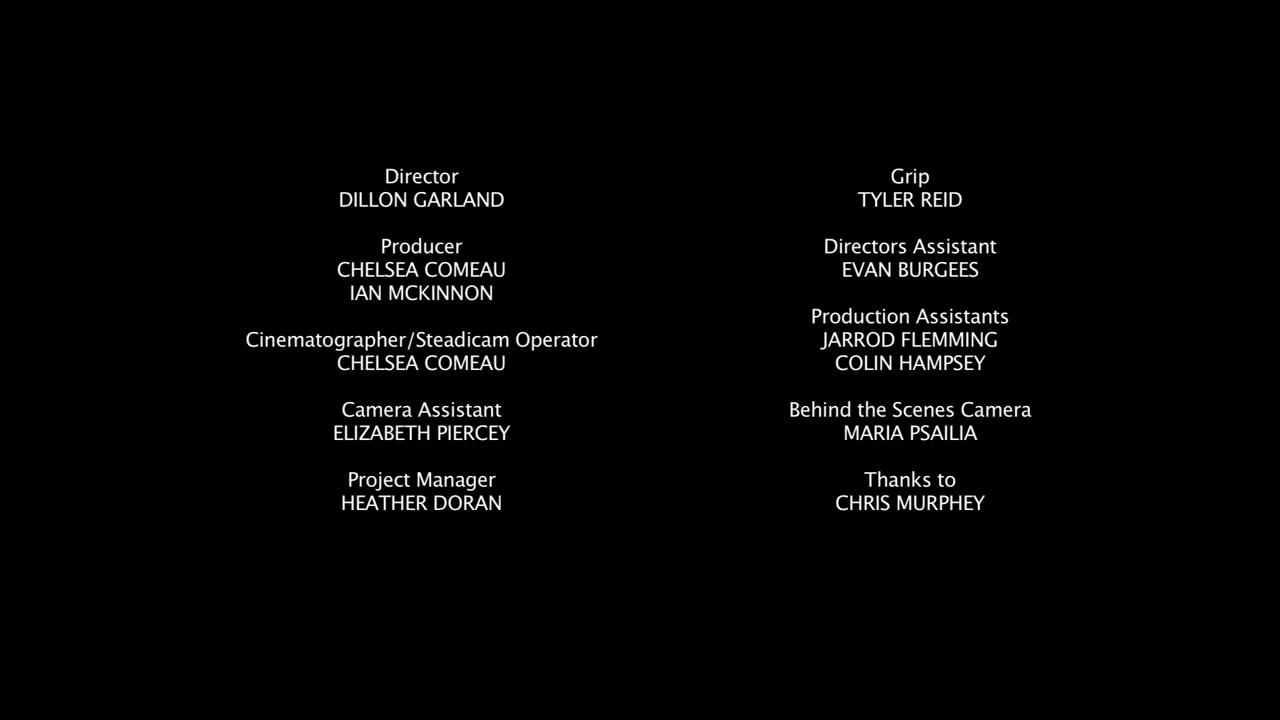 Director
DILLON GARLAND
Producer
CHELSEA COMEAU
IAN MCKINNON
Cinematographer/Steadicam Operator
CHELSEA COMEAU
Camera Assistant
ELIZABETH PIERCEY
Project Manager
HEATHER DORAN
Grip
TYLER REID
Directors Assistant
EVAN BURGEES
Production Assistants
JARROD FLEMMING
COLIN HAMPSEY
Behind the Scenes Camera
MARIA PSAILIA
Thanks to
CHRIS MURPHEY